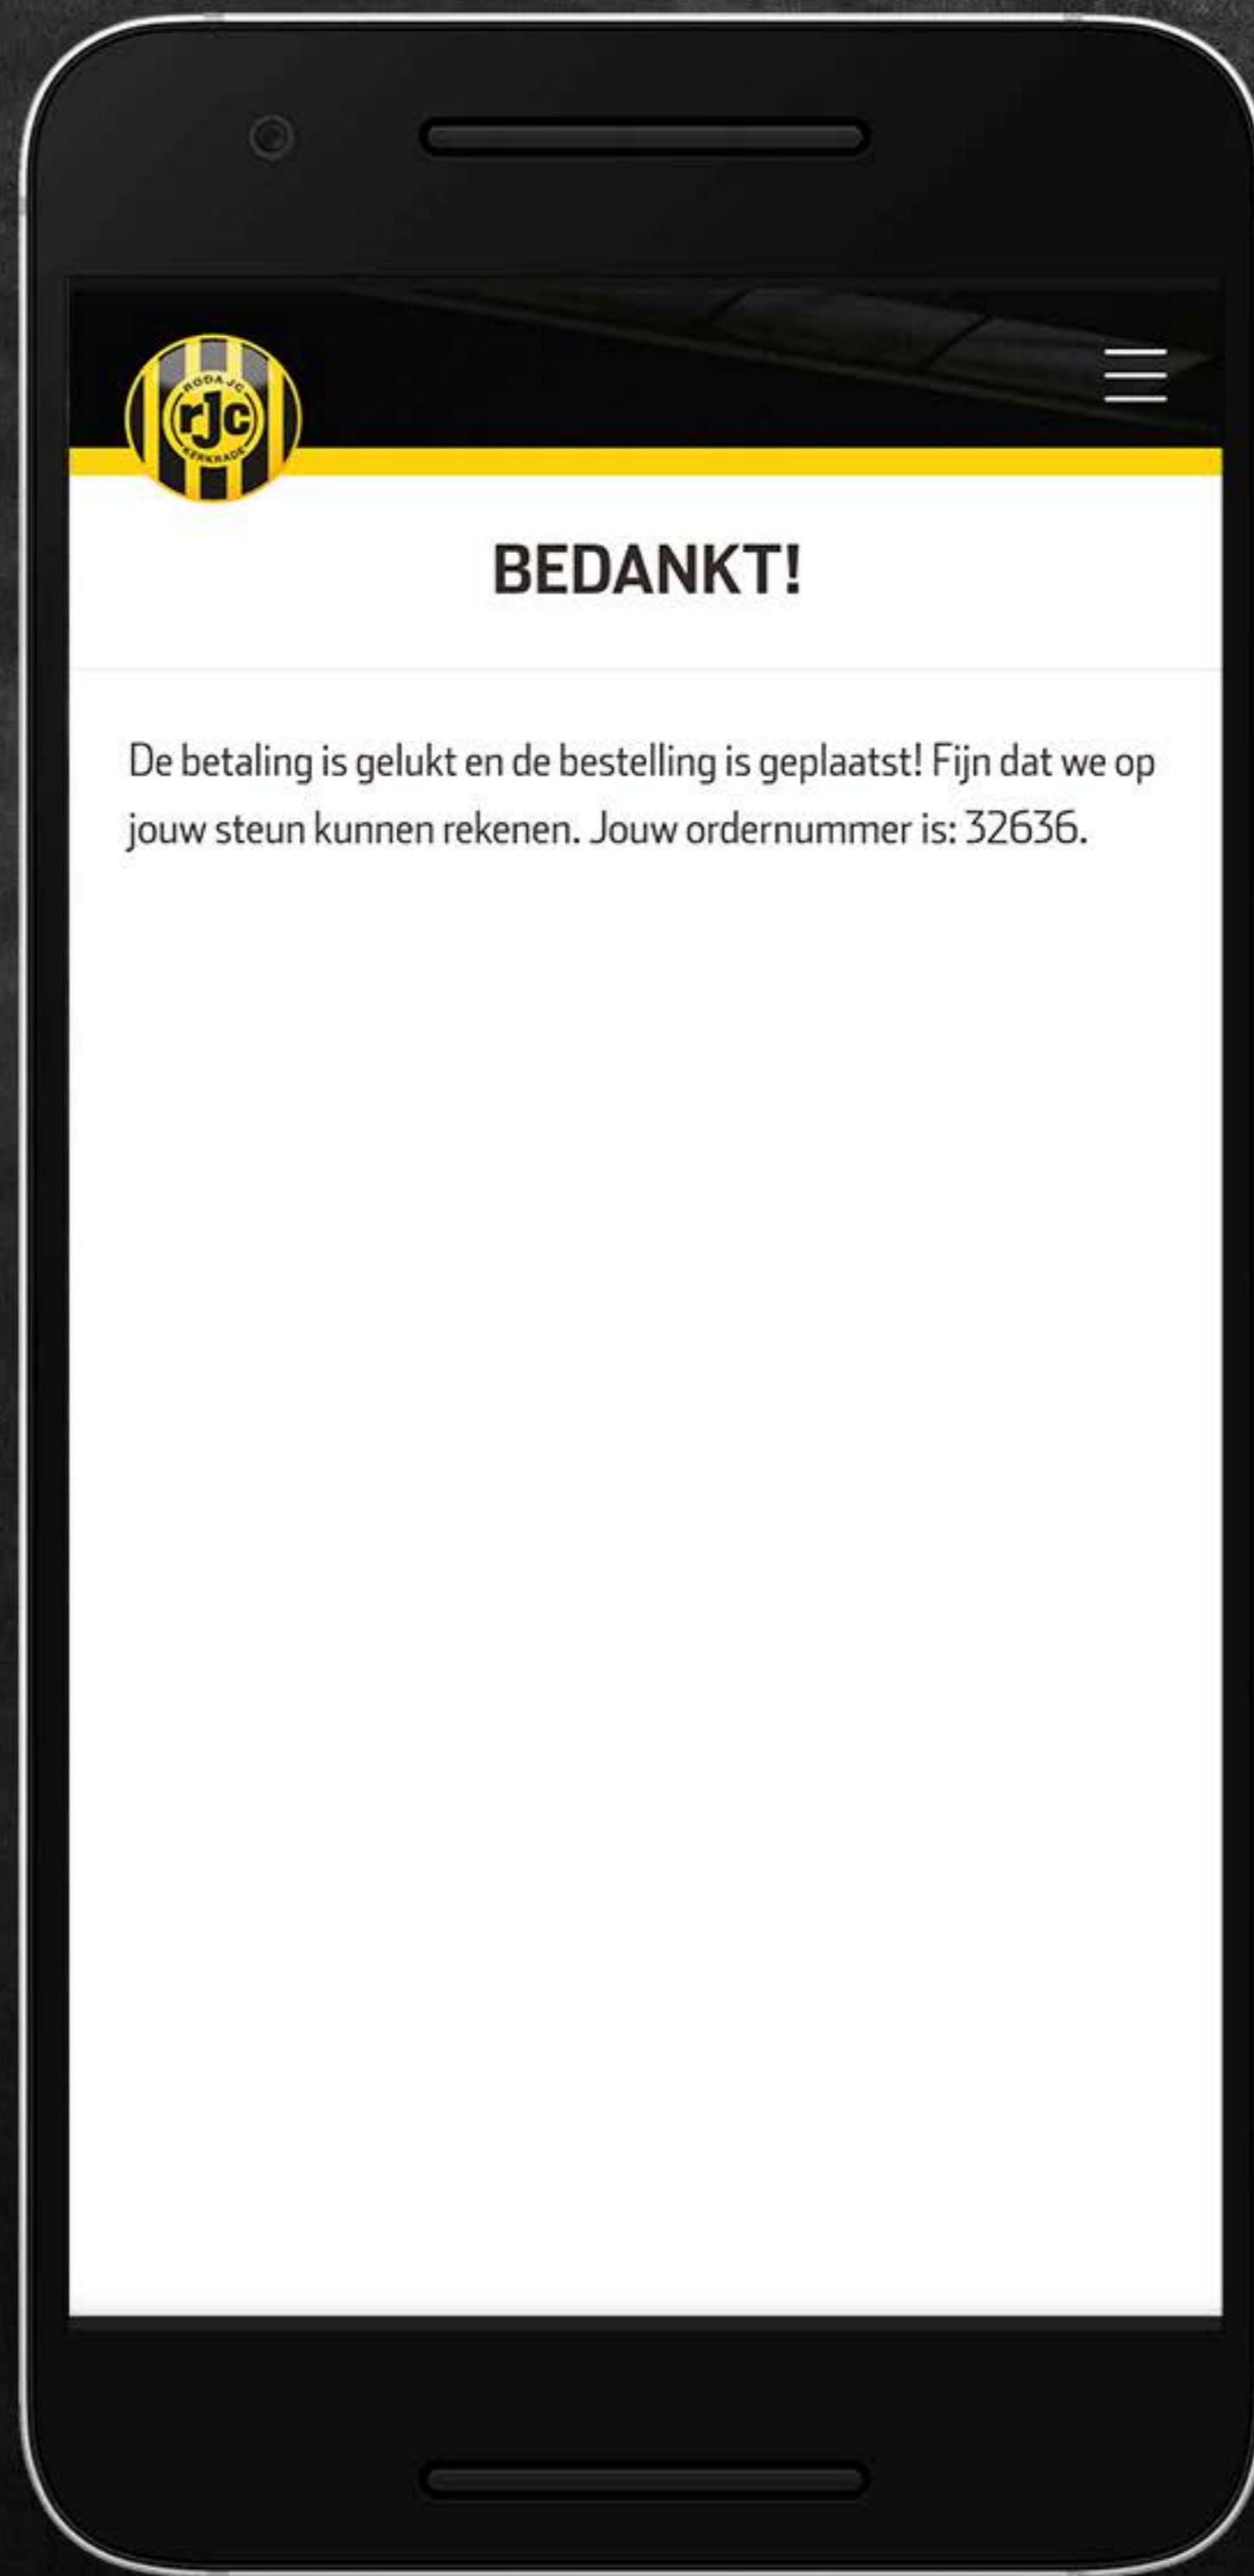 RODA JC
rJc
KERKRADE
BEDANKT!
De betaling is gelukt en de bestelling is geplaatst! Fijn dat we op
jouw steun kunnen rekenen. Jouw ordernummer is: 32636.